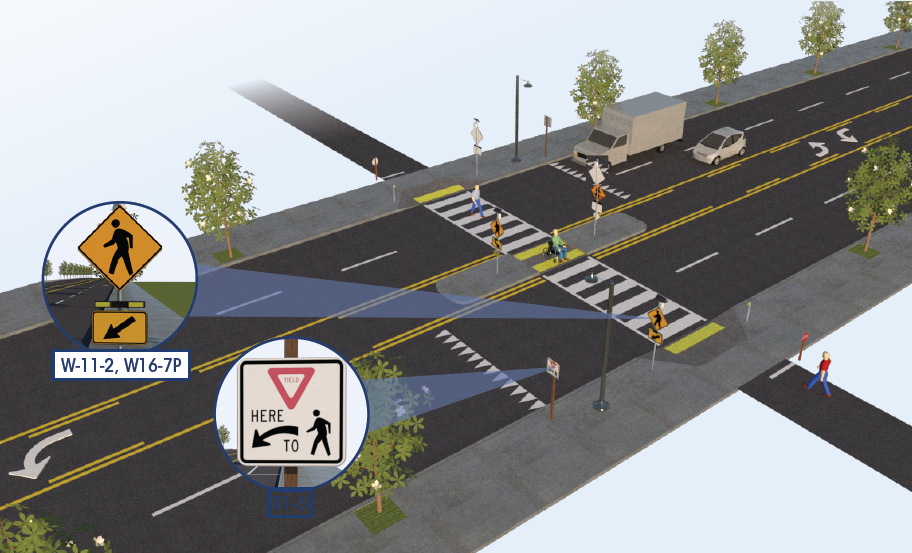 W-11-2, W16-7P
YIELD
HERE
TO
R1-5